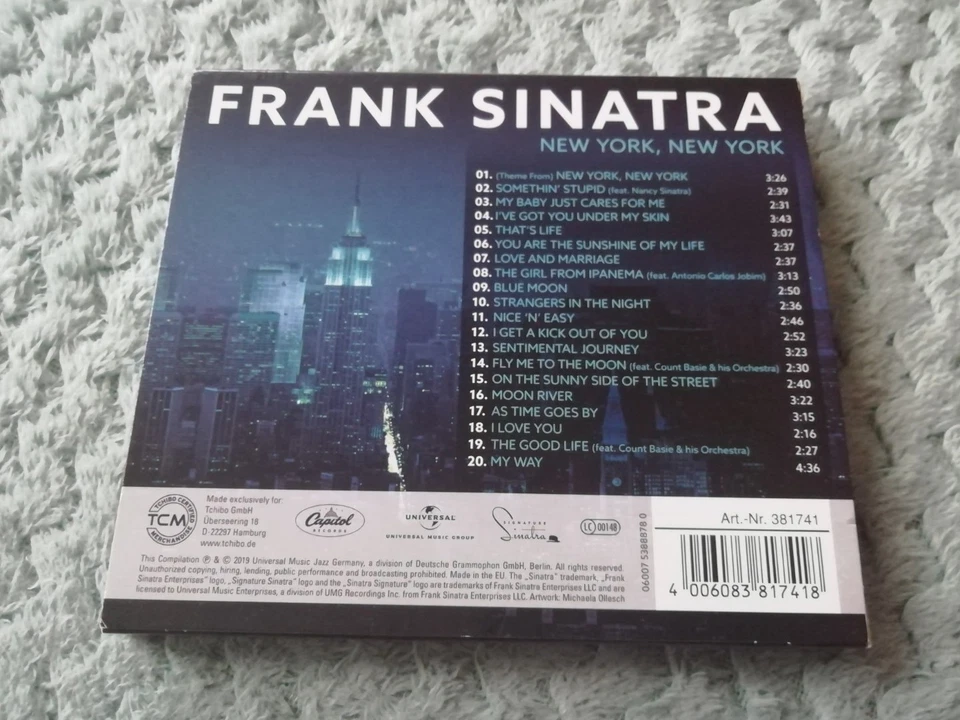 FRANK SINATRA
NEW YORK, NEW YORK
01. (Theme From) NEW YORK, NEW YORK 3:26
02. SOMETHIN' STUPID (feat. Nancy Sinatra) 2:39
03. MY BABY JUST CARES FOR ME 2:31
04. I'VE GOT YOU UNDER MY SKIN 3:43
05. THAT'S LIFE 3:07
06. YOU ARE THE SUNSHINE OF MY LIFE 2:37
07. LOVE AND MARRIAGE 2:37
08. THE GIRL FROM IPANEMA (feat. Antonio Carlos Jobim) 3:13
09. BLUE MOON 2:50
10. STRANGERS IN THE NIGHT 2:36
11. NICE 'N' EASY 2:46
12. I GET A KICK OUT OF YOU 2:52
13. SENTIMENTAL JOURNEY 3:23
14. FLY ME TO THE MOON (feat. Count Basie & his Orchestra) 2:30
15. ON THE SUNNY SIDE OF THE STREET 2:40
16. MOON RIVER 3:22
17. AS TIME GOES BY 3:15
18. I LOVE YOU 2:16
19. THE GOOD LIFE (feat. Count Basie & his Orchestra) 2:27
20. MY WAY 4:36
TCHIBO CERTIFIED
TCM
MERCHANDISE
Made exclusively for:
Tchibo GmbH
Überseering 18
D-22297 Hamburg
www.tchibo.de
Capitol
RECORDS
UNIVERSAL
UNIVERSAL MUSIC GROUP
SIGNATURE
Sinatra
LC 00148
06007 5388878 0
Art.-Nr. 381741
4 006083 817418
This Compilation ℗ & © 2019 Universal Music Jazz Germany, a division of Deutsche Grammophon GmbH, Berlin. All rights reserved.
Unauthorized copying, hiring, lending, public performance and broadcasting prohibited. Made in the EU. The „Sinatra" trademark, „Frank
Sinatra Enterprises" logo, „Signature Sinatra" logo and the „Sinatra Signature" logo are trademarks of Frank Sinatra Enterprises LLC and are
licensed to Universal Music Enterprises, a division of UMG Recordings Inc. from Frank Sinatra Enterprises LLC. Artwork: Michaela Ollesch